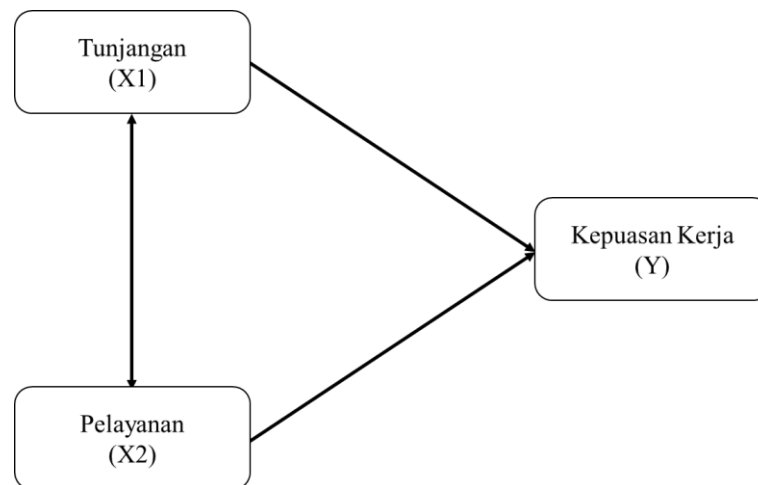 Tunjangan
(X1)
Kepuasan Kerja
(Y)
Pelayanan
(X2)